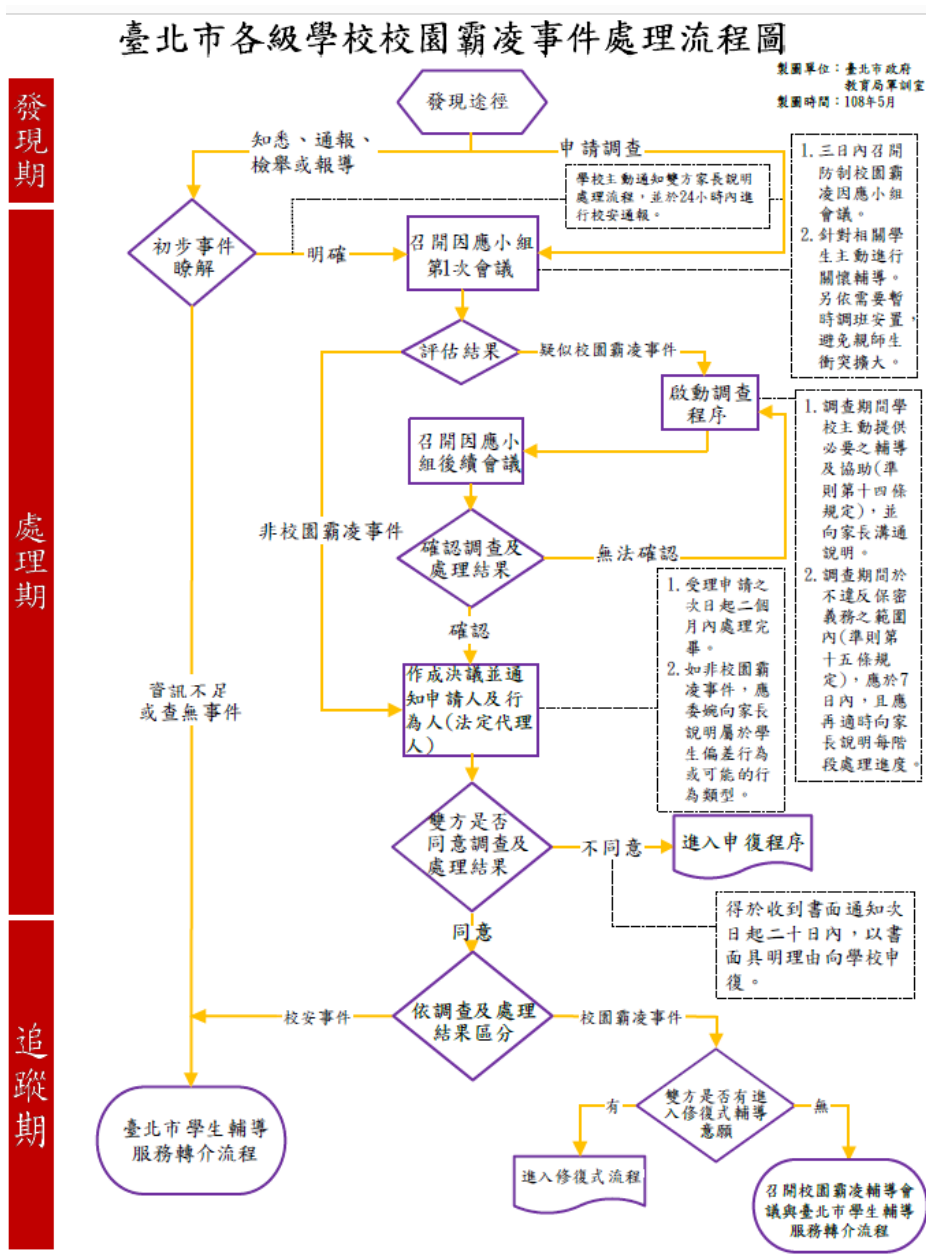 臺北市各級學校校園霸凌事件處理流程圖
製圖單位：臺北市政府
教育局軍訓室
製圖時間：108年5月
發現期
發現途徑
知悉、通報、
檢舉或報導
申請調查
學校主動通知雙方家長說明
處理流程，並於24小時內進
行校安通報。
1. 三日內召開
防制校園霸
凌因應小組
會議。
2. 針對相關學
生主動進行
關懷輔導。
另依需要暫
時調班安置，
避免親師生
衝突擴大。
處理期
初步事件
瞭解
明確
召開因應小組
第1次會議
評估結果
疑似校園霸凌事件
啟動調查
程序
1. 調查期間學
校主動提供
必要之輔導
及協助(準
則第十四條
規定)，並
向家長溝通
說明。
2. 調查期間於
不違反保密
義務之範圍
內(準則第
十五條規
定)，應於7
日內，且應
再適時向家
長說明每階
段處理進度。
召開因應小
組後續會議
非校園霸凌事件
確認調查及
處理結果
無法確認
1. 受理申請之
次日起二個
月內處理完
畢。
2. 如非校園霸
凌事件，應
委婉向家長
說明屬於學
生偏差行為
或可能的行
為類型。
確認
作成決議並通
知申請人及行
為人(法定代理
人)
資訊不足
或查無事件
雙方是否
同意調查及
處理結果
不同意
進入申復程序
得於收到書面通知次
日起二十日內，以書
面具明理由向學校申
復。
同意
追蹤期
校安事件
依調查及處理
結果區分
校園霸凌事件
雙方是否有進
入修復式輔導
意願
有
無
臺北市學生輔導
服務轉介流程
進入修復式流程
召開校園霸凌輔導會
議與臺北市學生輔導
服務轉介流程